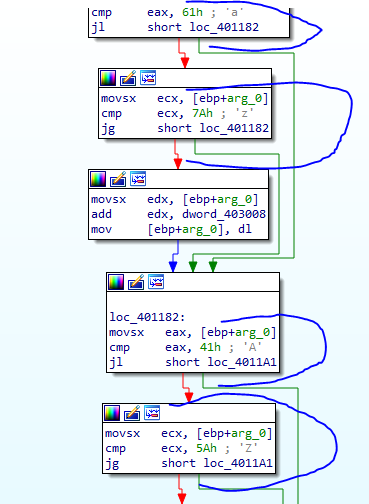 cmp eax, 61h ; 'a'
jl short loc_401182
movsx ecx, [ebp+arg_0]
cmp ecx, 7Ah ; 'z'
jg short loc_401182
movsx edx, [ebp+arg_0]
add edx, dword_403008
mov [ebp+arg_0], dl
loc_401182:
movsx eax, [ebp+arg_0]
cmp eax, 41h ; 'A'
jl short loc_4011A1
movsx ecx, [ebp+arg_0]
cmp ecx, 5Ah ; 'Z'
jg short loc_4011A1